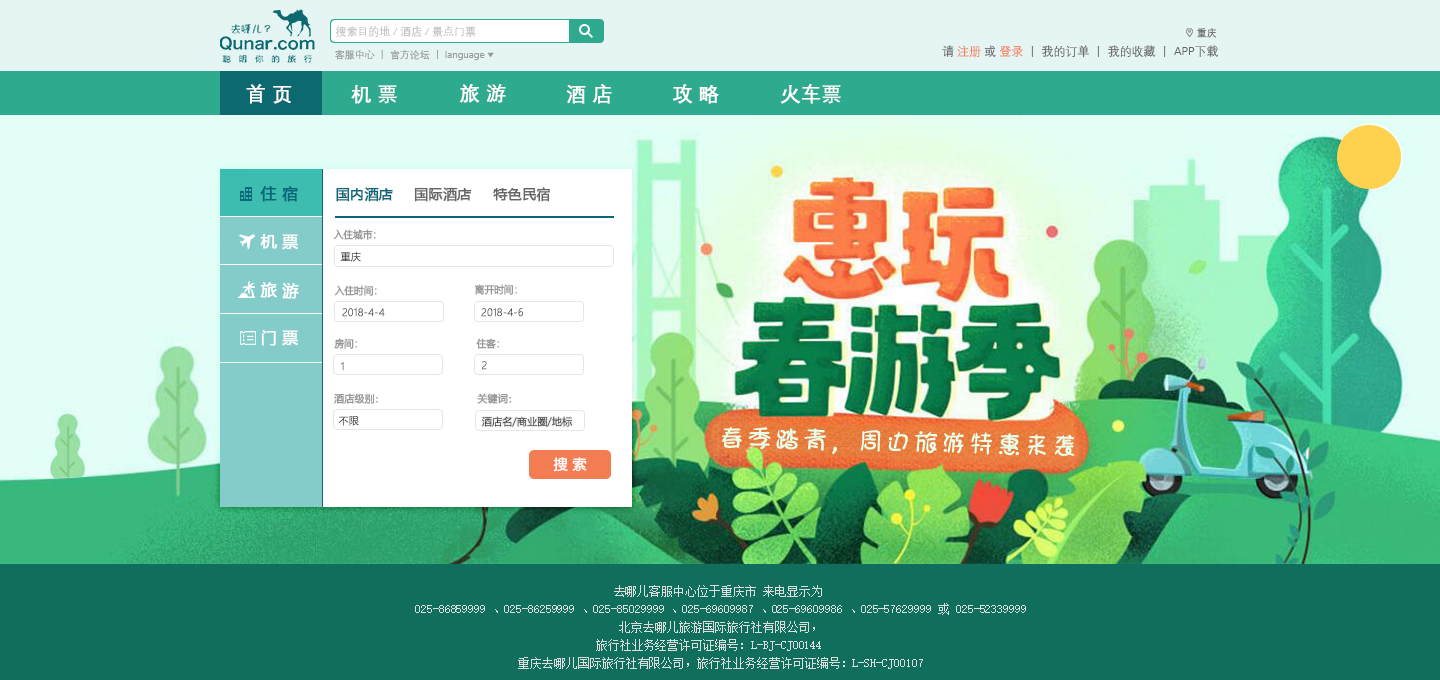 去哪儿?
Qunar.com
聪明你的旅行
搜索目的地 / 酒店 / 景点门票
客服中心 | 官方论坛 | language
重庆
请 注册 或 登录 | 我的订单 | 我的收藏 | APP下载
首页 机票 旅游 酒店 攻略 火车票
住宿
机票
旅游
门票
国内酒店 国际酒店 特色民宿
入住城市:
重庆
入住时间: 离开时间:
2018-4-4 2018-4-6
房间: 住客:
1 2
酒店级别: 关键词:
不限 酒店名/商业圈/地标
搜索
惠玩
春游季
春季踏青，周边旅游特惠来袭
去哪儿客服中心位于重庆市 来电显示为
025-86859999 、025-86259999 、025-85029999 、025-69609987 、025-69609986 、025-57629999 或 025-52339999
北京去哪儿旅游国际旅行社有限公司，
旅行社业务经营许可证编号：L-BJ-CJ00144
重庆去哪儿国际旅行社有限公司，旅行社业务经营许可证编号：L-SH-CJ00107